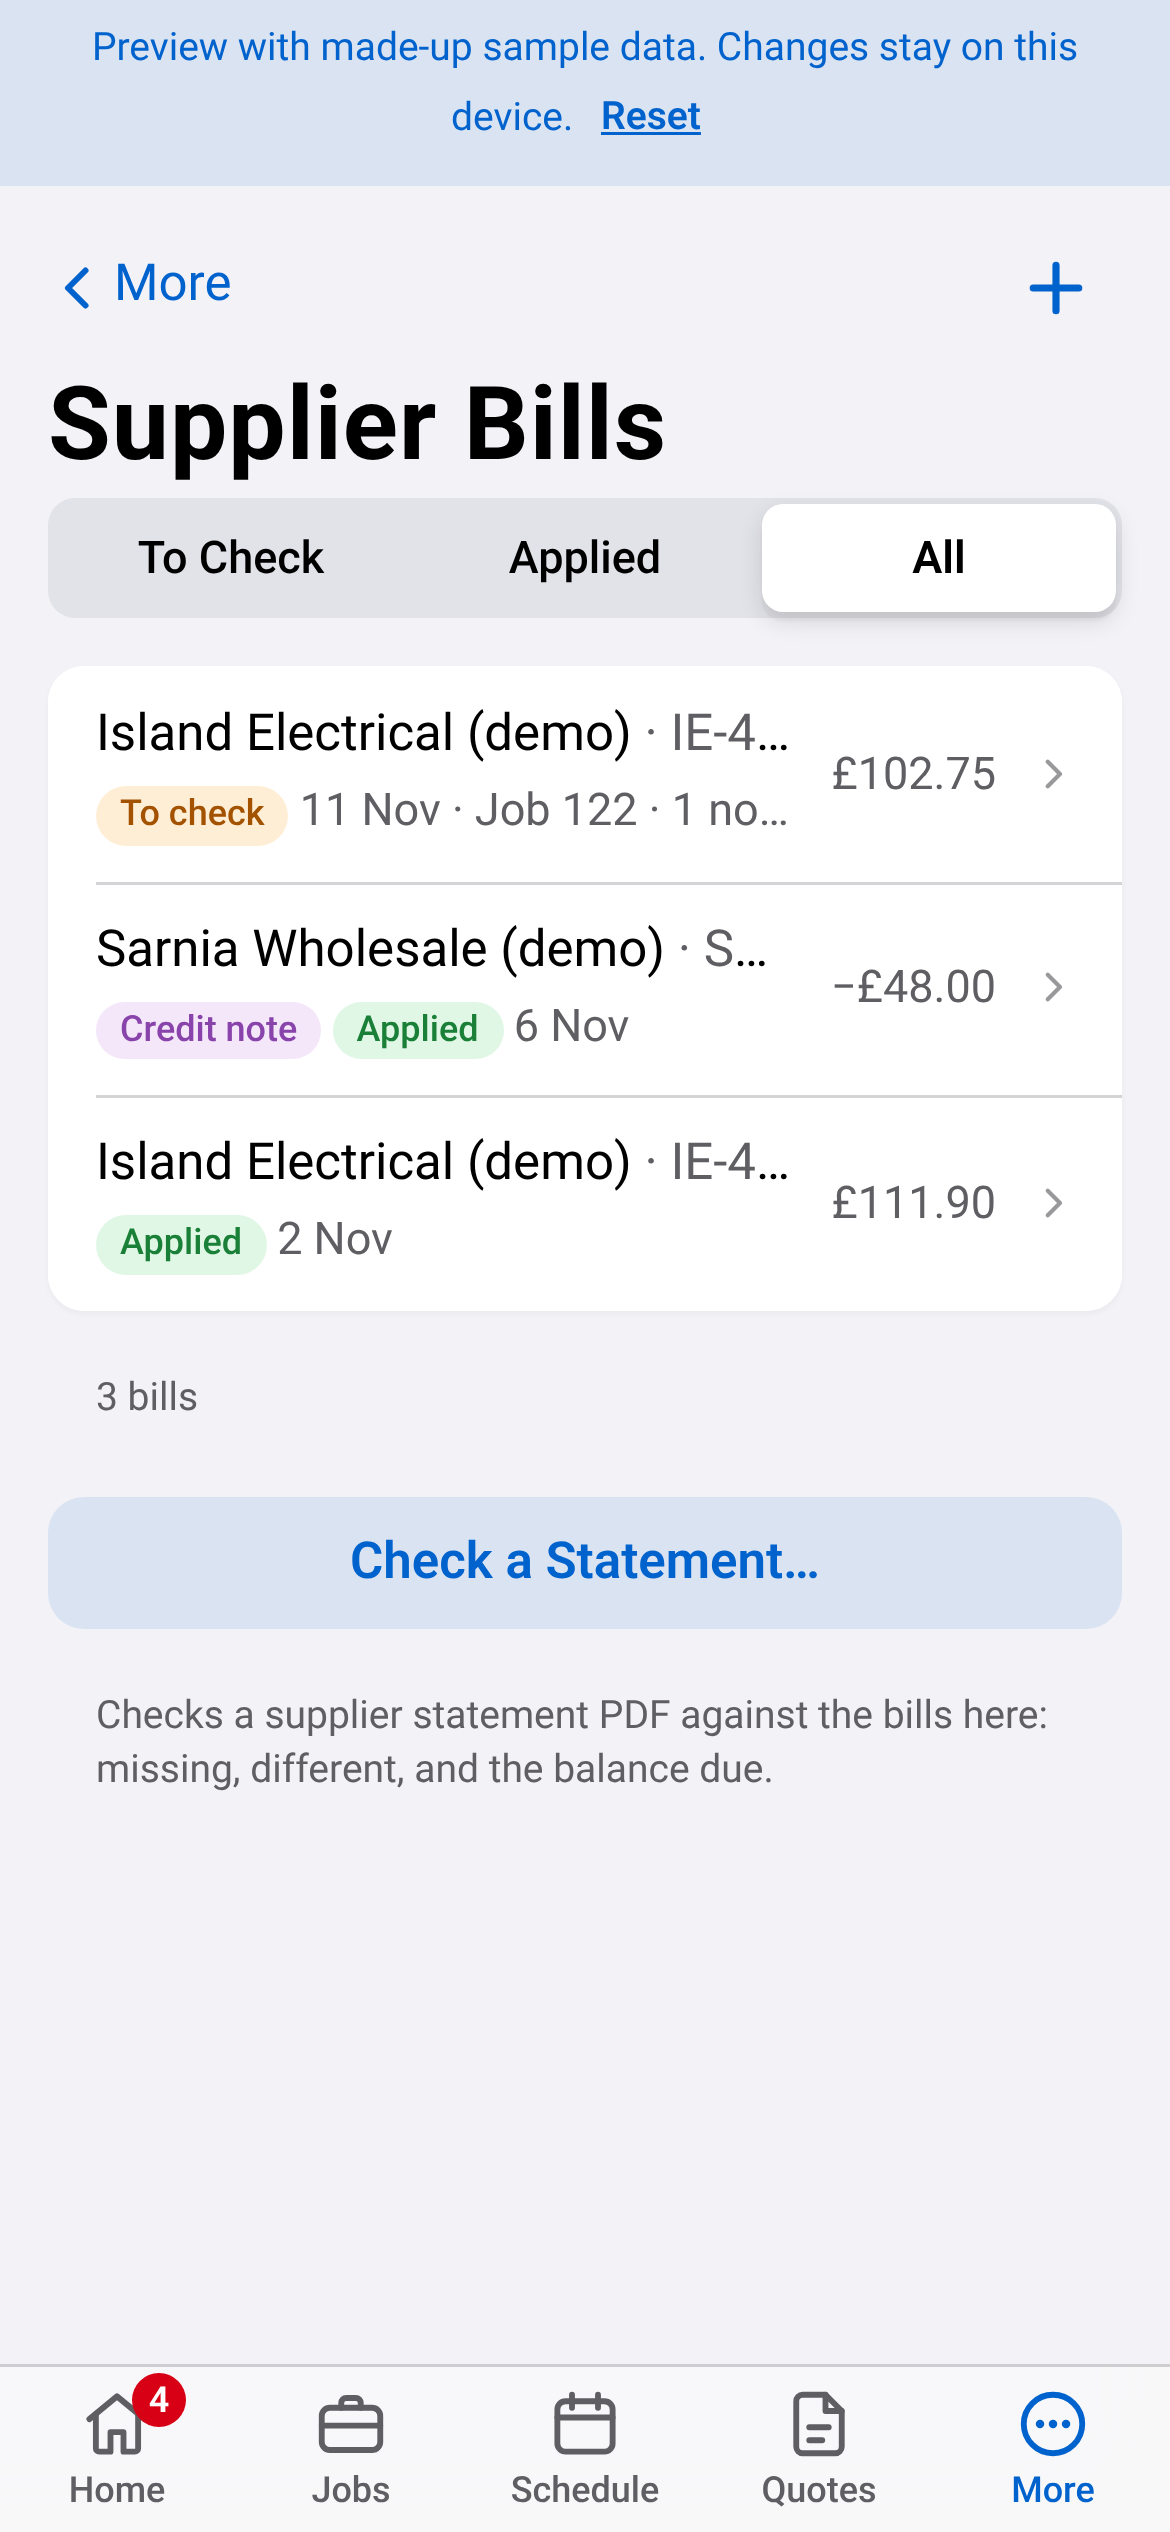 Preview with made-up sample data. Changes stay on this
device. Reset
More
Supplier Bills
To Check Applied All
Island Electrical (demo) · IE-4…
£102.75
To check 11 Nov · Job 122 · 1 no…
Sarnia Wholesale (demo) · S…
−£48.00
Credit note Applied 6 Nov
Island Electrical (demo) · IE-4…
£111.90
Applied 2 Nov
3 bills
Check a Statement…
Checks a supplier statement PDF against the bills here:
missing, different, and the balance due.
4
Home Jobs Schedule Quotes More